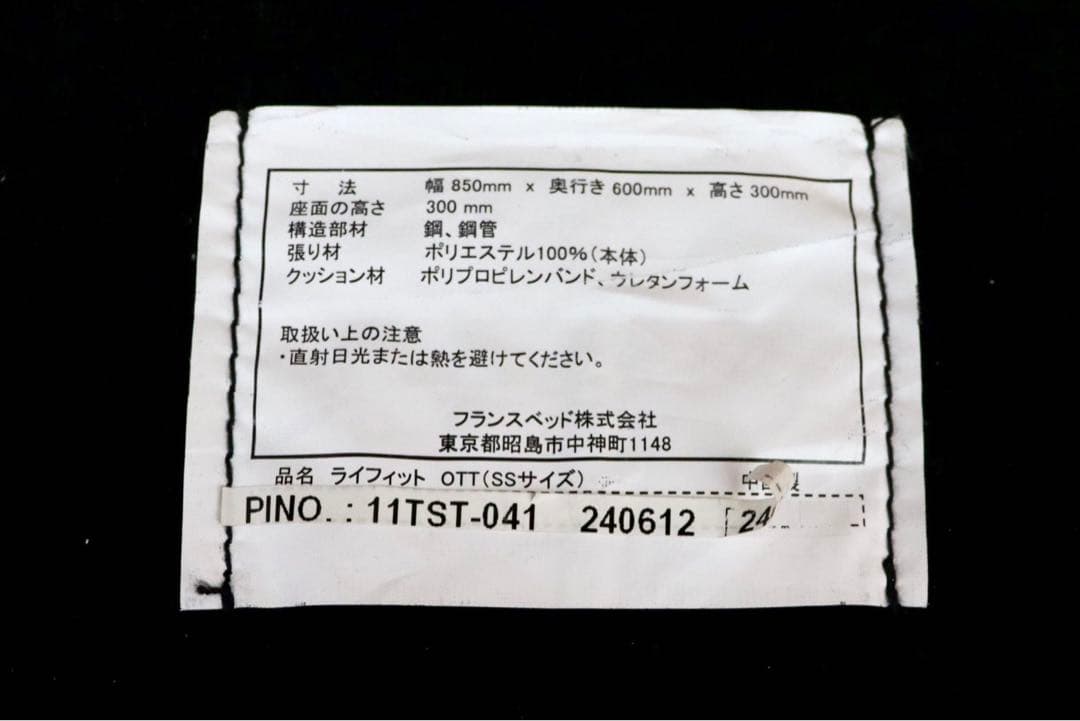 寸 法 幅 850mm x 奥行き 600mm x 高さ 300mm
座面の高さ 300 mm
構造部材 鋼、鋼管
張り材 ポリエステル100%(本体)
クッション材 ポリプロピレンバンド、ウレタンフォーム
取扱い上の注意
・直射日光または熱を避けてください。
フランスベッド株式会社
東京都昭島市中神町1148
品名 ライフィット OTT(SSサイズ)
PINO. : 11TST-041 240612